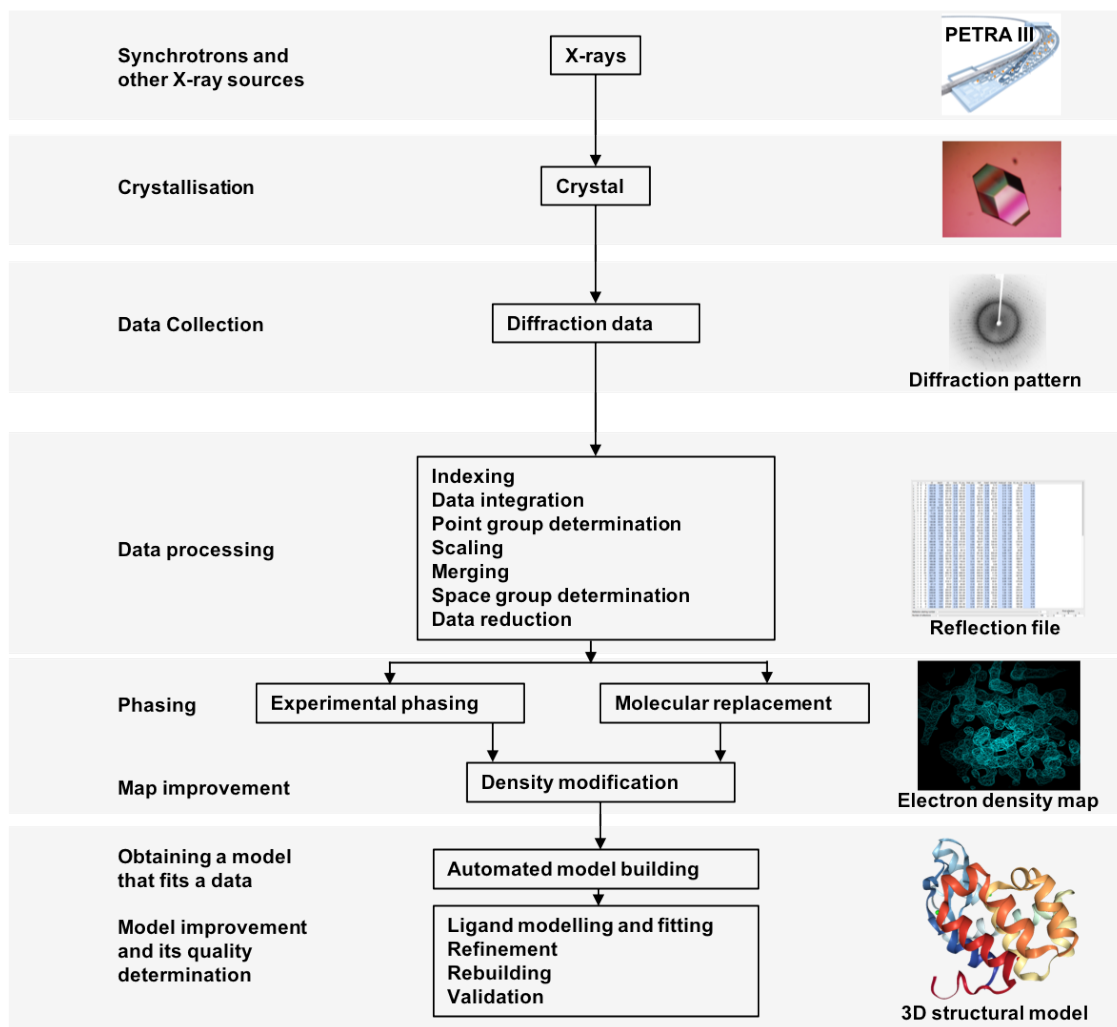 Synchrotrons and
other X-ray sources
X-rays
PETRA III
Crystallisation
Crystal
Data Collection
Diffraction data
Diffraction pattern
Data processing
Indexing
Data integration
Point group determination
Scaling
Merging
Space group determination
Data reduction
Reflection file
Phasing
Experimental phasing
Molecular replacement
Map improvement
Density modification
Electron density map
Obtaining a model
that fits a data
Automated model building
Model improvement
and its quality
determination
Ligand modelling and fitting
Refinement
Rebuilding
Validation
3D structural model